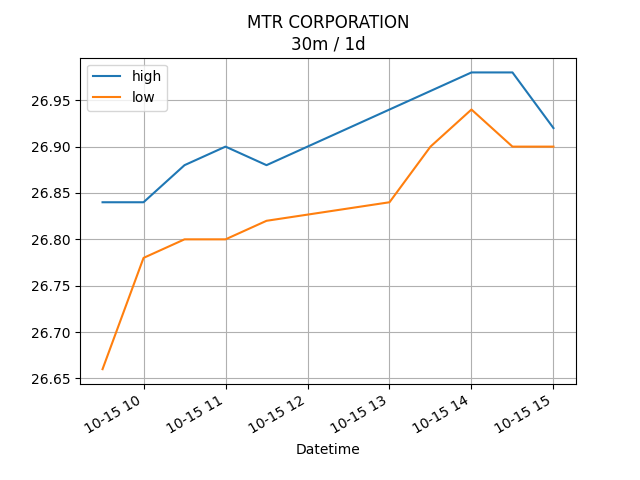 MTR CORPORATION
30m / 1d
high
low
26.95
26.90
26.85
26.80
26.75
26.70
26.65
10-15 10
10-15 11
10-15 12
10-15 13
10-15 14
10-15 15
Datetime